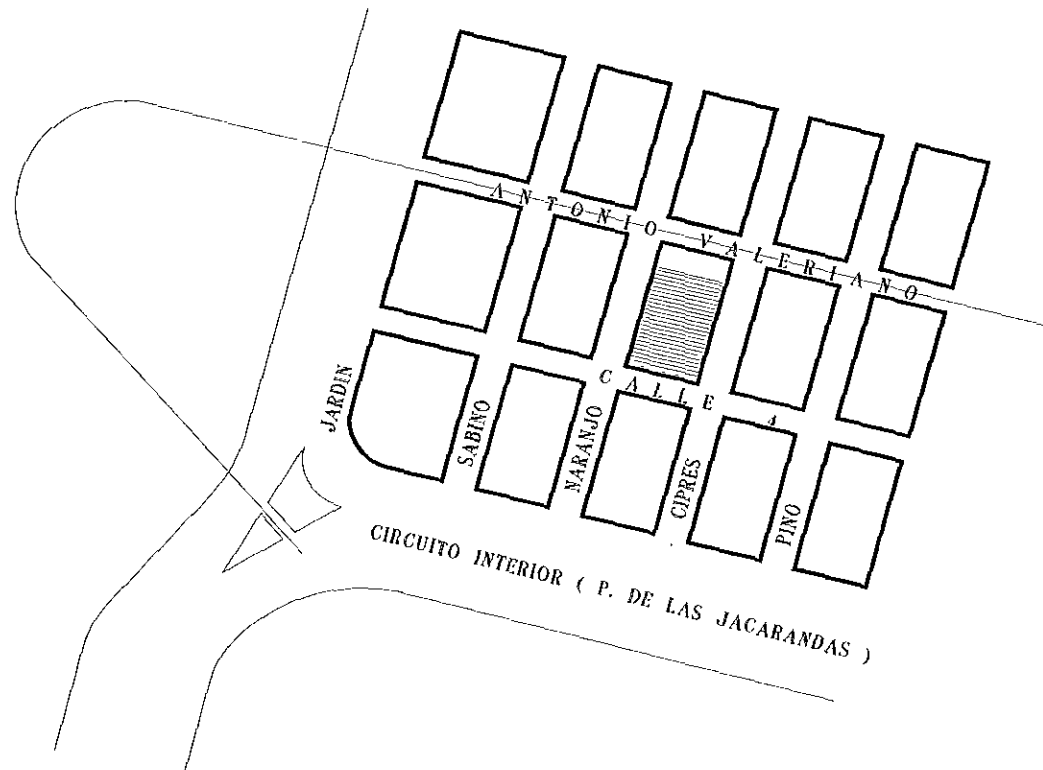 ANTONIO VALERIANO
CALLE 4
JARDIN
SABINO
NARANJO
CIPRES
PINO
CIRCUITO INTERIOR ( P. DE LAS JACARANDAS )